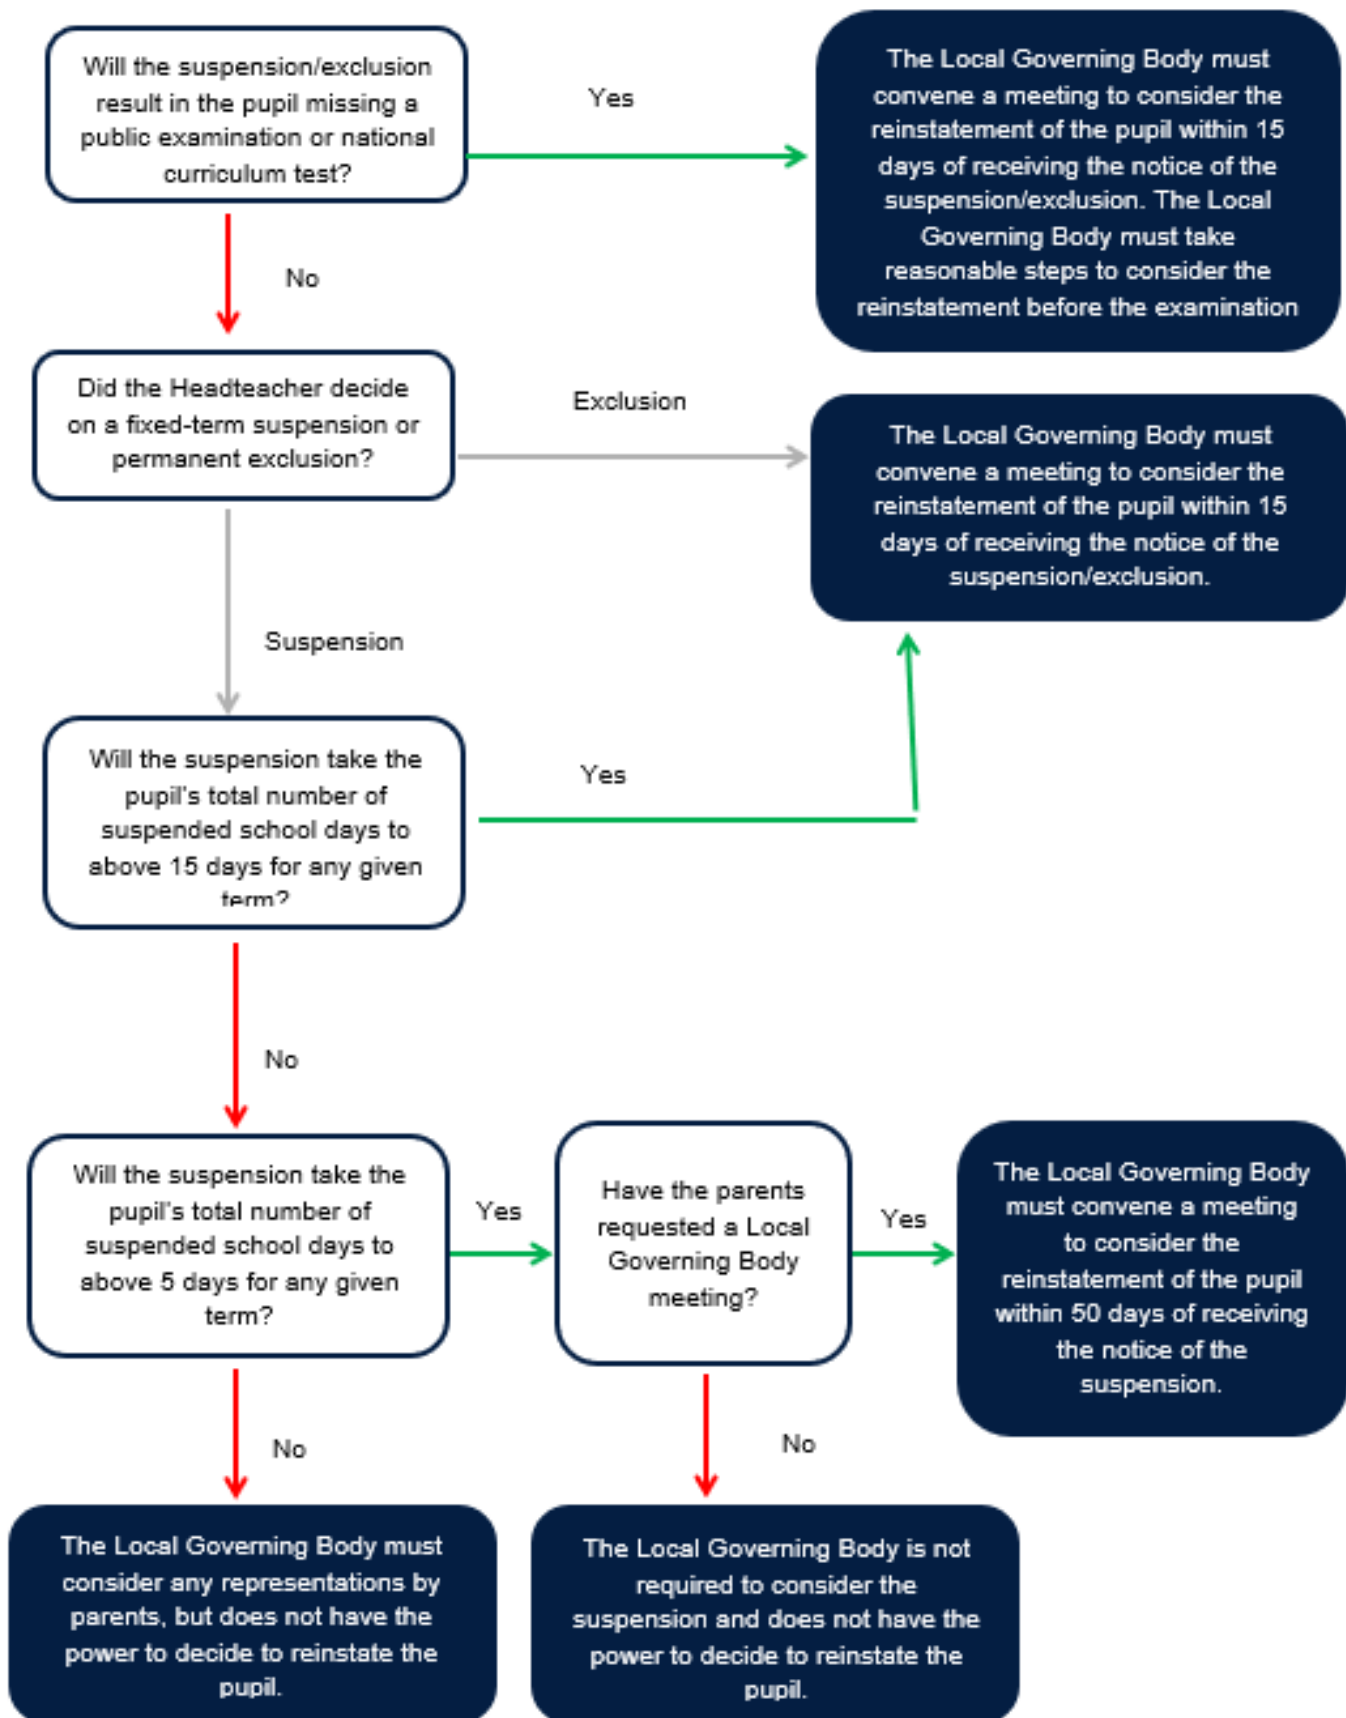 Will the suspension/exclusion
result in the pupil missing a
public examination or national
curriculum test?
Yes
The Local Governing Body must
convene a meeting to consider the
reinstatement of the pupil within 15
days of receiving the notice of the
suspension/exclusion. The Local
Governing Body must take
reasonable steps to consider the
reinstatement before the examination
No
Did the Headteacher decide
on a fixed-term suspension or
permanent exclusion?
Exclusion
The Local Governing Body must
convene a meeting to consider the
reinstatement of the pupil within 15
days of receiving the notice of the
suspension/exclusion.
Suspension
Will the suspension take the
pupil's total number of
suspended school days to
above 15 days for any given
term?
Yes
No
Will the suspension take the
pupil's total number of
suspended school days to
above 5 days for any given
term?
Yes
Have the parents
requested a Local
Governing Body
meeting?
Yes
The Local Governing Body
must convene a meeting
to consider the
reinstatement of the pupil
within 50 days of receiving
the notice of the
suspension.
No
No
The Local Governing Body must
consider any representations by
parents, but does not have the
power to decide to reinstate the
pupil.
The Local Governing Body is not
required to consider the
suspension and does not have the
power to decide to reinstate the
pupil.